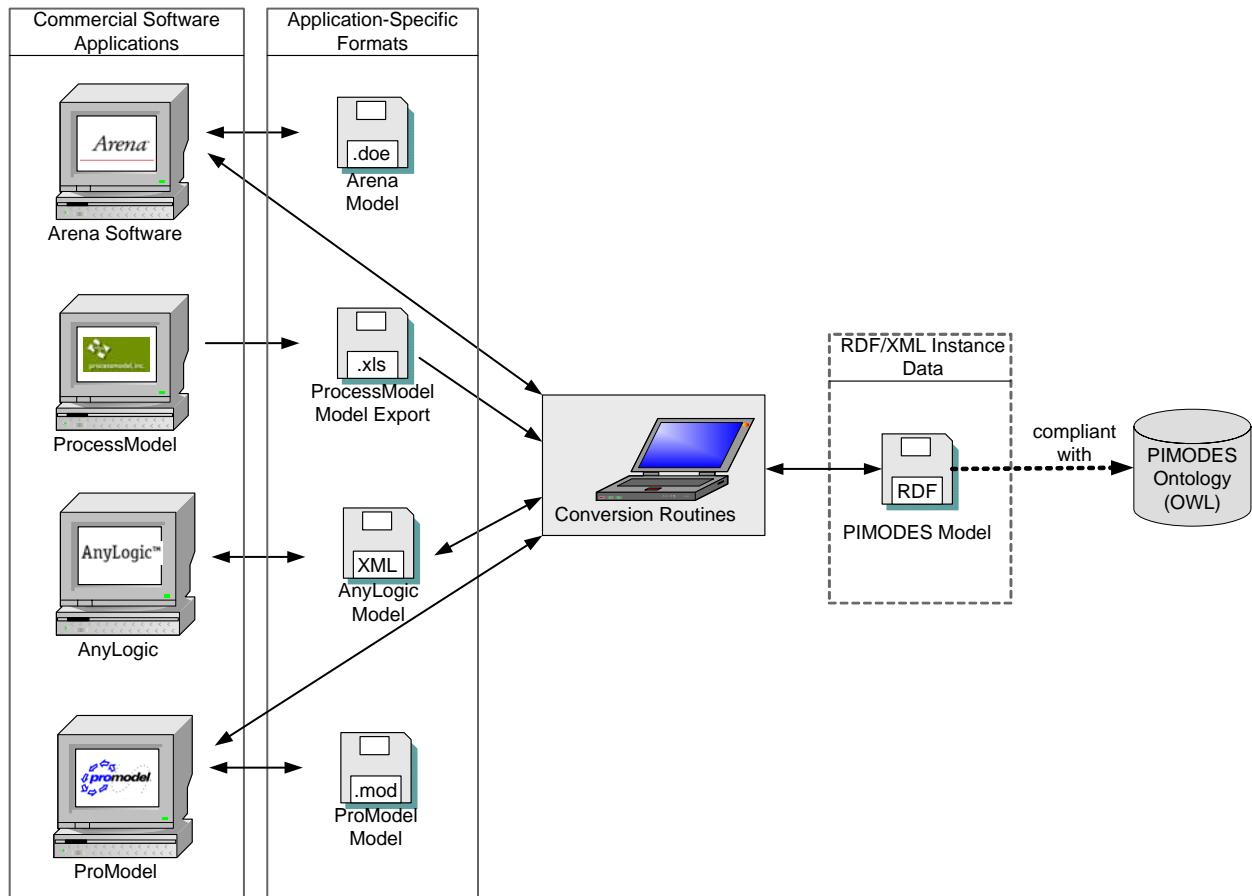 Commercial Software
Applications
Application-Specific
Formats
Arena
Arena Software
.doe
Arena
Model
processmodel, inc.
ProcessModel
.xls
ProcessModel
Model Export
AnyLogic™
AnyLogic
XML
AnyLogic
Model
promodel
ProModel
.mod
ProModel
Model
Conversion Routines
RDF/XML Instance
Data
RDF
PIMODES Model
compliant
with
PIMODES
Ontology
(OWL)